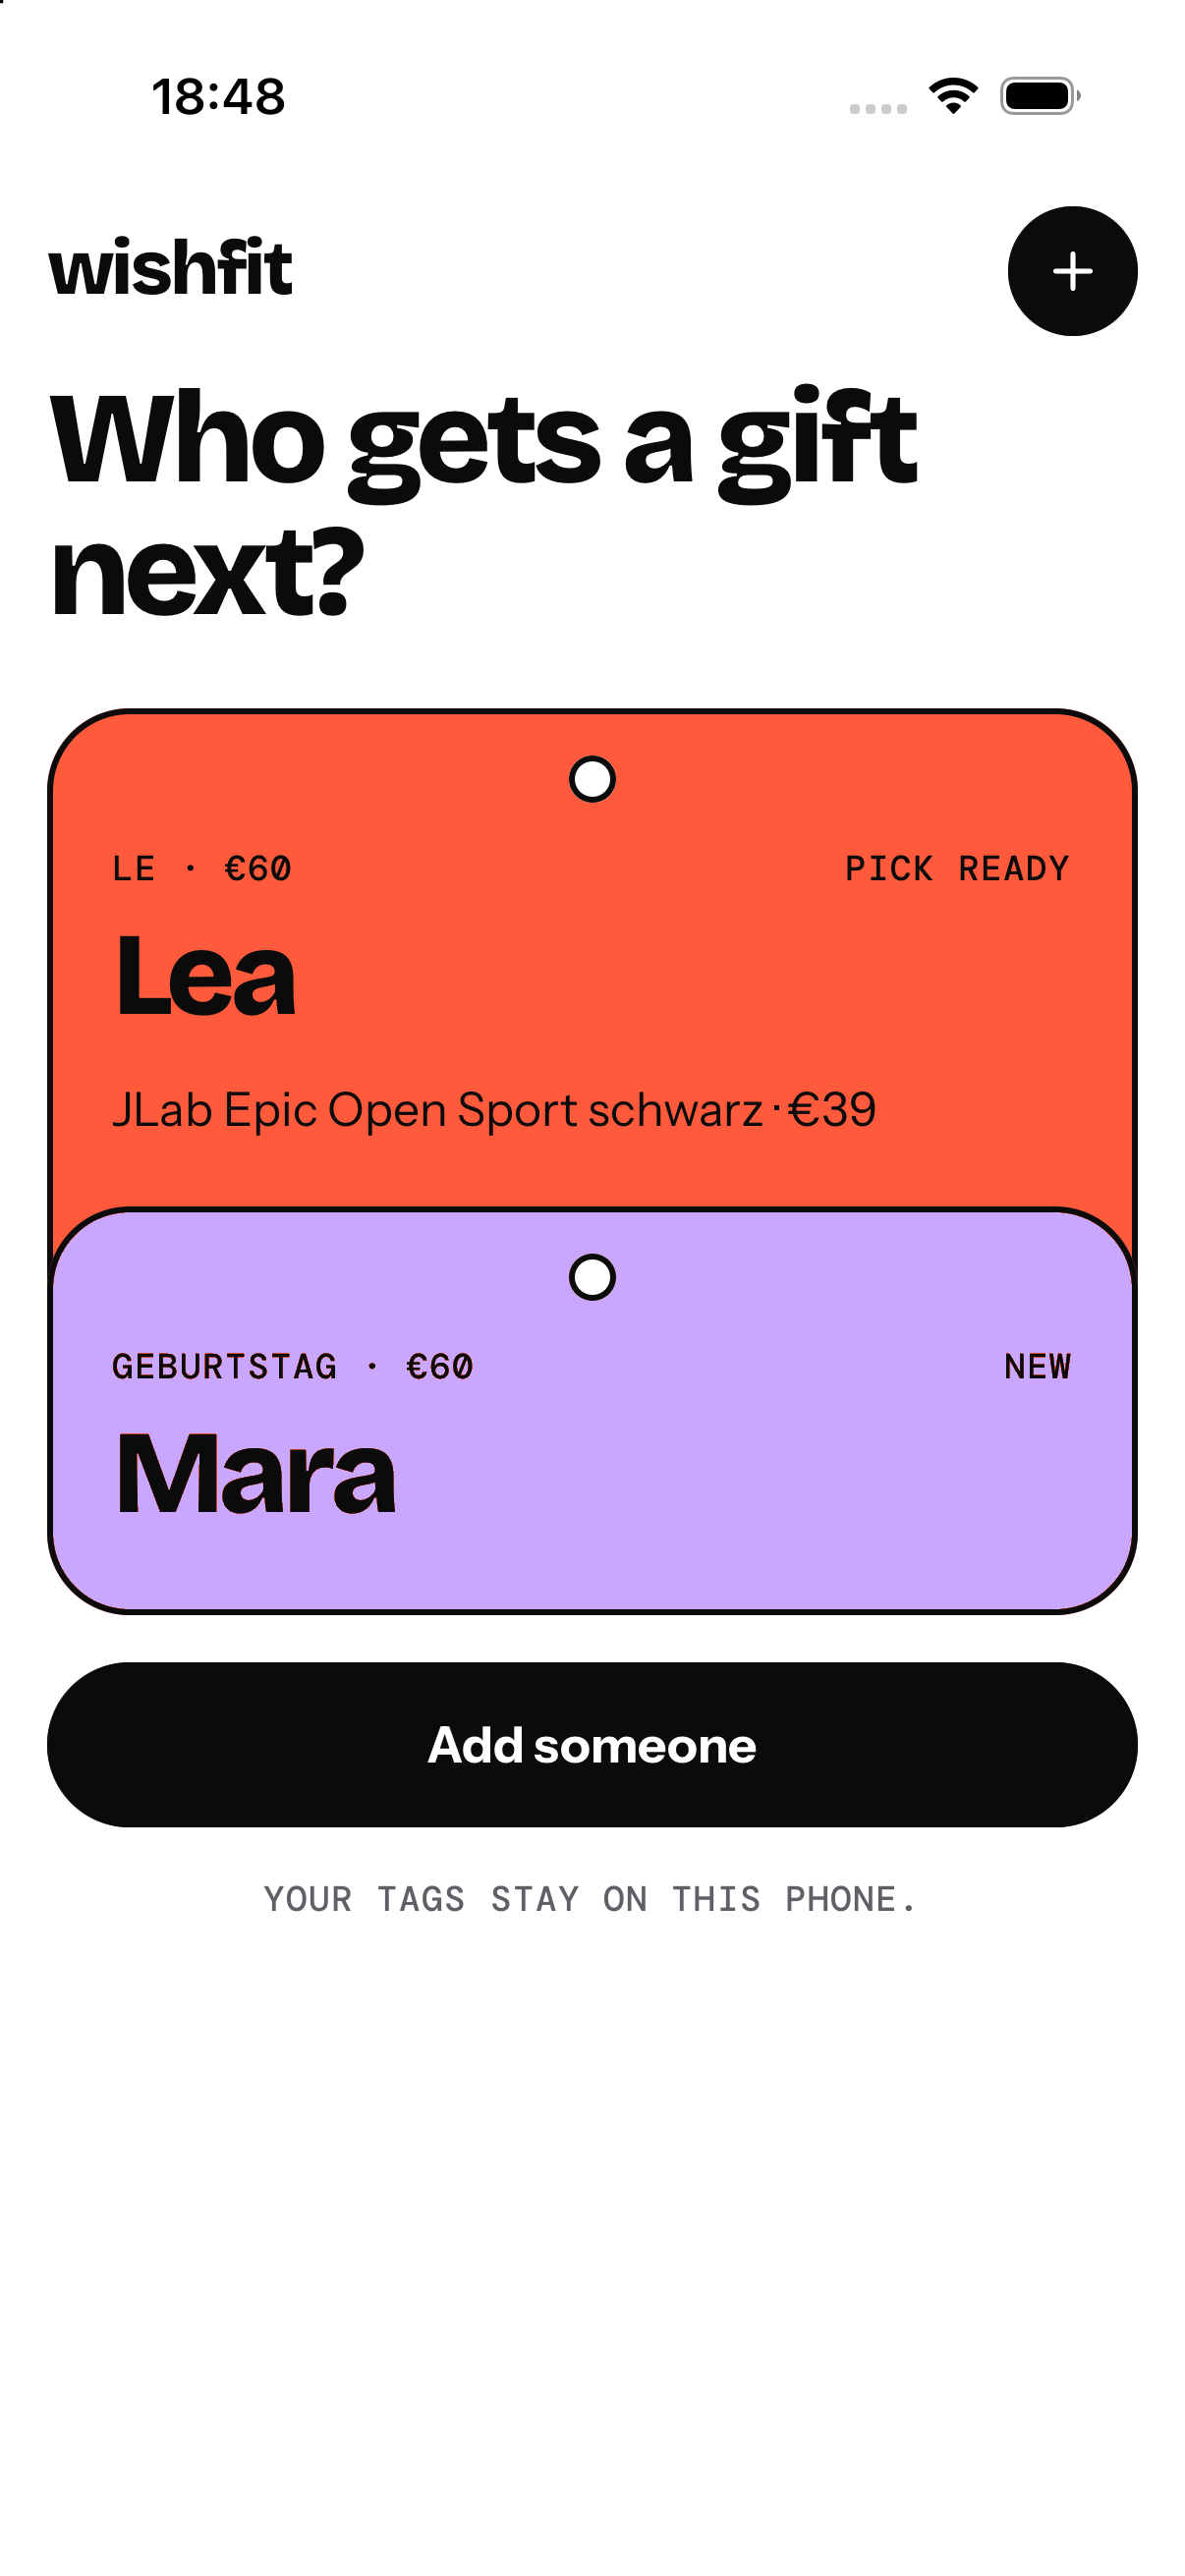 18:48
wishfit
Who gets a gift
next?
LE · €60 PICK READY
Lea
JLab Epic Open Sport schwarz · €39
GEBURTSTAG · €60 NEW
Mara
Add someone
YOUR TAGS STAY ON THIS PHONE.